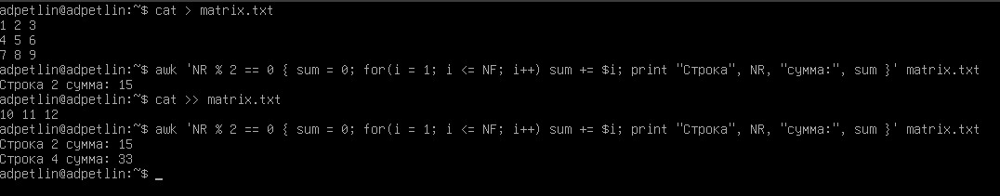 adpetlin@adpetlin:~$ cat > matrix.txt
1 2 3
4 5 6
7 8 9
adpetlin@adpetlin:~$ awk 'NR % 2 == 0 { sum = 0; for(i = 1; i <= NF; i++) sum += $i; print "Строка", NR, "сумма:", sum }' matrix.txt
Строка 2 сумма: 15
adpetlin@adpetlin:~$ cat >> matrix.txt
10 11 12
adpetlin@adpetlin:~$ awk 'NR % 2 == 0 { sum = 0; for(i = 1; i <= NF; i++) sum += $i; print "Строка", NR, "сумма:", sum }' matrix.txt
Строка 2 сумма: 15
Строка 4 сумма: 33
adpetlin@adpetlin:~$ _